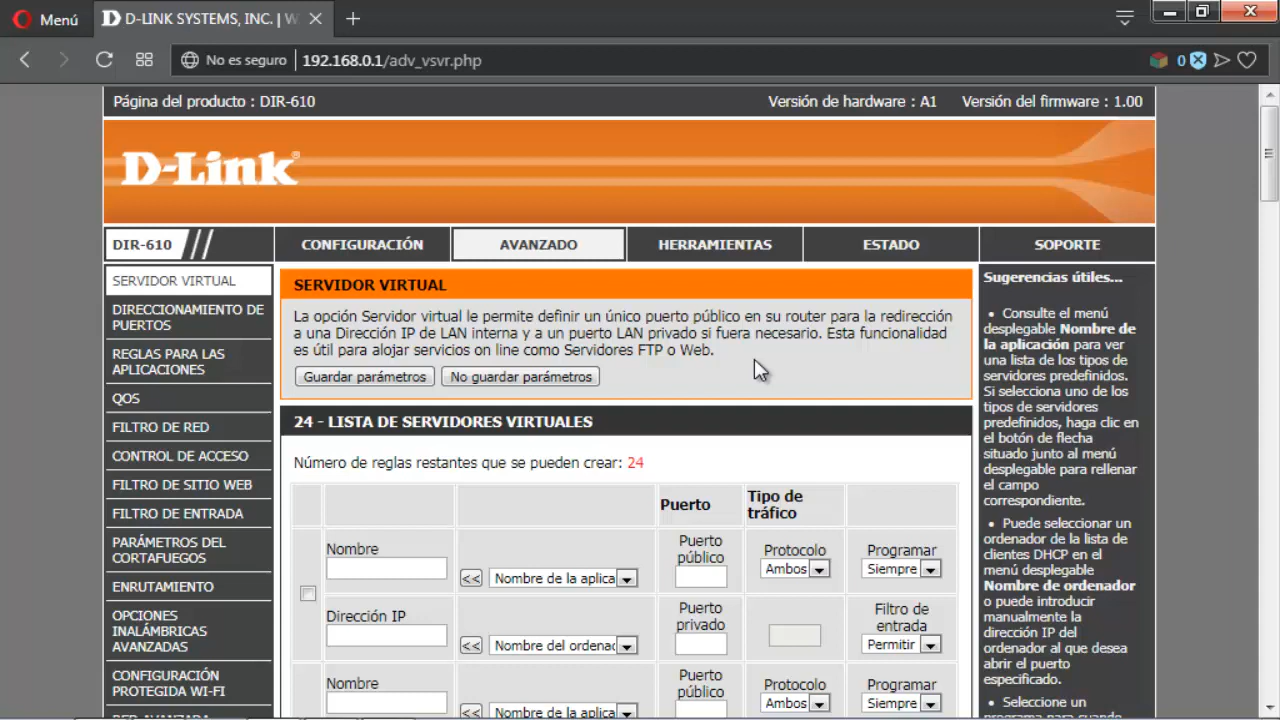 Menú
D-LINK SYSTEMS, INC. | W
No es seguro
192.168.0.1/adv_vsvr.php
0
Página del producto : DIR-610
Versión de hardware : A1
Versión del firmware : 1.00
D-Link®
DIR-610
CONFIGURACIÓN
AVANZADO
HERRAMIENTAS
ESTADO
SOPORTE
SERVIDOR VIRTUAL
DIRECCIONAMIENTO DE
PUERTOS
REGLAS PARA LAS
APLICACIONES
QOS
FILTRO DE RED
CONTROL DE ACCESO
FILTRO DE SITIO WEB
FILTRO DE ENTRADA
PARÁMETROS DEL
CORTAFUEGOS
ENRUTAMIENTO
OPCIONES
INALÁMBRICAS
AVANZADAS
CONFIGURACIÓN
PROTEGIDA WI-FI
RED AVANZADA
SERVIDOR VIRTUAL
La opción Servidor virtual le permite definir un único puerto público en su router para la redirección
a una Dirección IP de LAN interna y a un puerto LAN privado si fuera necesario. Esta funcionalidad
es útil para alojar servicios on line como Servidores FTP o Web.
Guardar parámetros
No guardar parámetros
24 - LISTA DE SERVIDORES VIRTUALES
Número de reglas restantes que se pueden crear: 24
Puerto
Tipo de
tráfico
Nombre
<<
Nombre de la aplica
Puerto
público
Protocolo
Ambos
Programar
Siempre
Dirección IP
<<
Nombre del ordenac
Puerto
privado
Filtro de
entrada
Permitir
Nombre
<<
Nombre de la aplica
Puerto
público
Protocolo
Ambos
Programar
Siempre
Sugerencias útiles...
• Consulte el menú
desplegable Nombre de
la aplicación para ver
una lista de los tipos de
servidores predefinidos.
Si selecciona uno de los
tipos de servidores
predefinidos, haga clic en
el botón de flecha
situado junto al menú
desplegable para rellenar
el campo
correspondiente.
• Puede seleccionar un
ordenador de la lista de
clientes DHCP en el
menú desplegable
Nombre de ordenador
o puede introducir
manualmente la
dirección IP del
ordenador al que desea
abrir el puerto
especificado.
• Seleccione un
programa para cuando